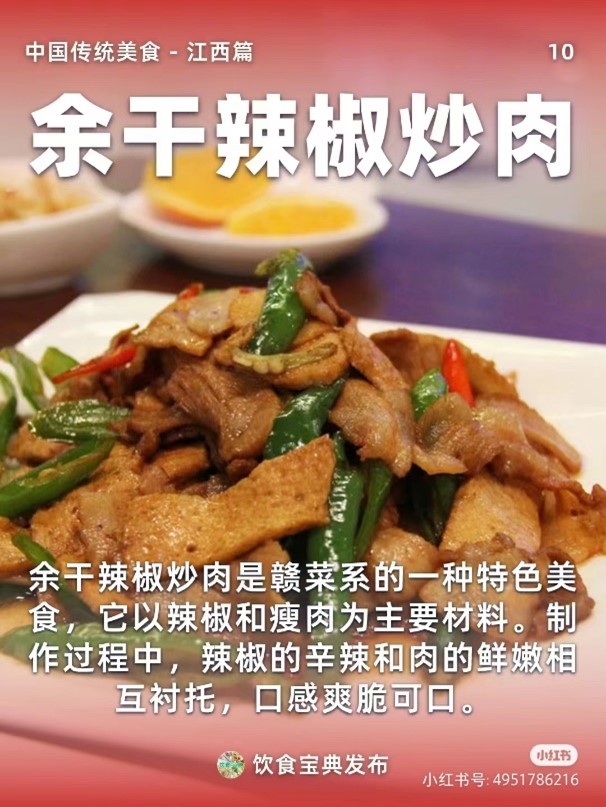 中国传统美食 - 江西篇
10
余干辣椒炒肉
余干辣椒炒肉是赣菜系的一种特色美
食，它以辣椒和瘦肉为主要材料。制
作过程中，辣椒的辛辣和肉的鲜嫩相
互衬托，口感爽脆可口。
饮食宝典发布
小红书
小红书号: 4951786216